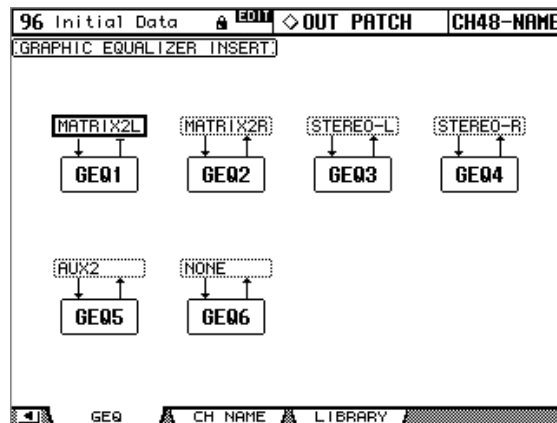 96 Initial Data EDIT ◇OUT PATCH CH48-NAME
GRAPHIC EQUALIZER INSERT
MATRIX2L MATRIX2R STEREO-L STEREO-R
GEQ1 GEQ2 GEQ3 GEQ4
AUX2 NONE
GEQ5 GEQ6
GEQ CH NAME LIBRARY